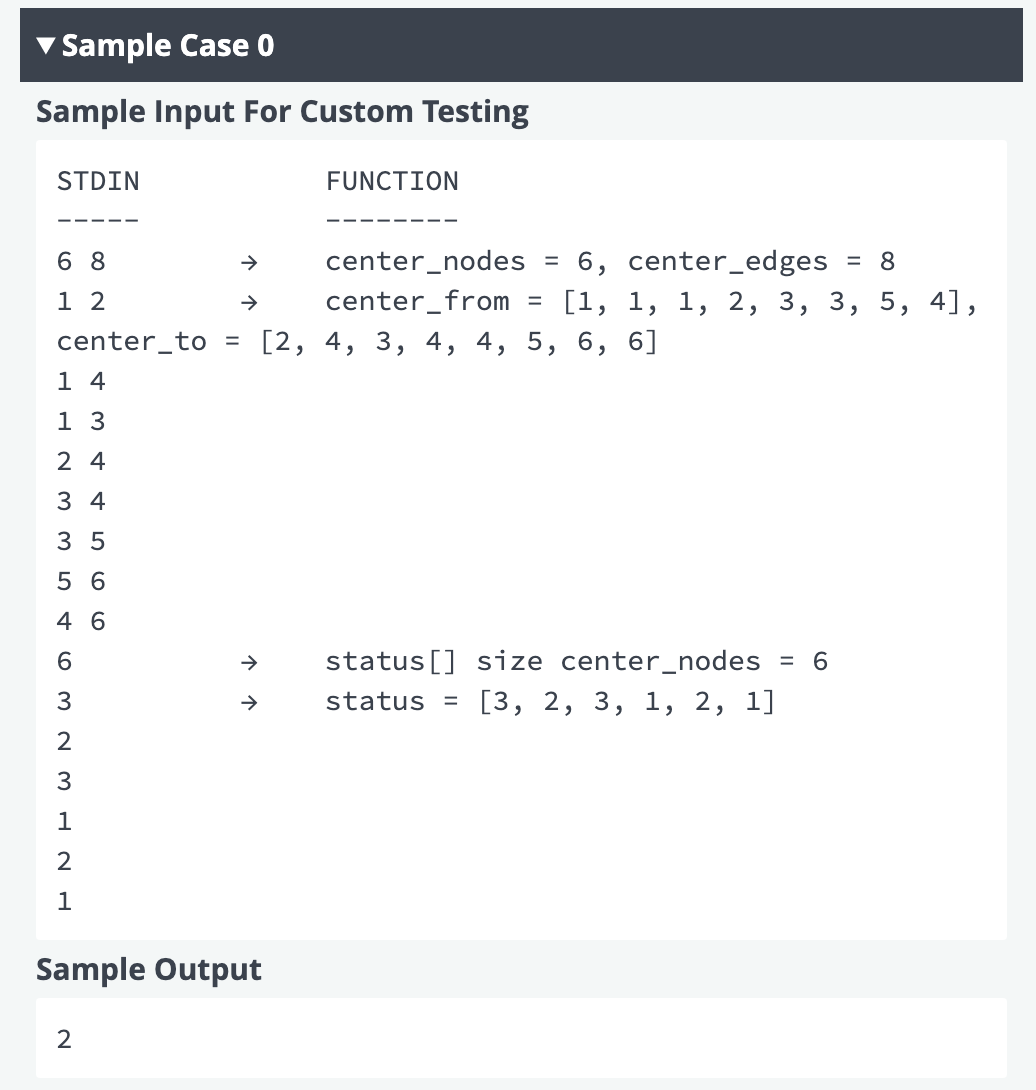 ▼ Sample Case 0
Sample Input For Custom Testing
STDIN           FUNCTION
-----           --------
6 8        →    center_nodes = 6, center_edges = 8
1 2        →    center_from = [1, 1, 1, 2, 3, 3, 5, 4],
center_to = [2, 4, 3, 4, 4, 5, 6, 6]
1 4
1 3
2 4
3 4
3 5
5 6
4 6
6          →    status[] size center_nodes = 6
3          →    status = [3, 2, 3, 1, 2, 1]
2
3
1
2
1
Sample Output
2